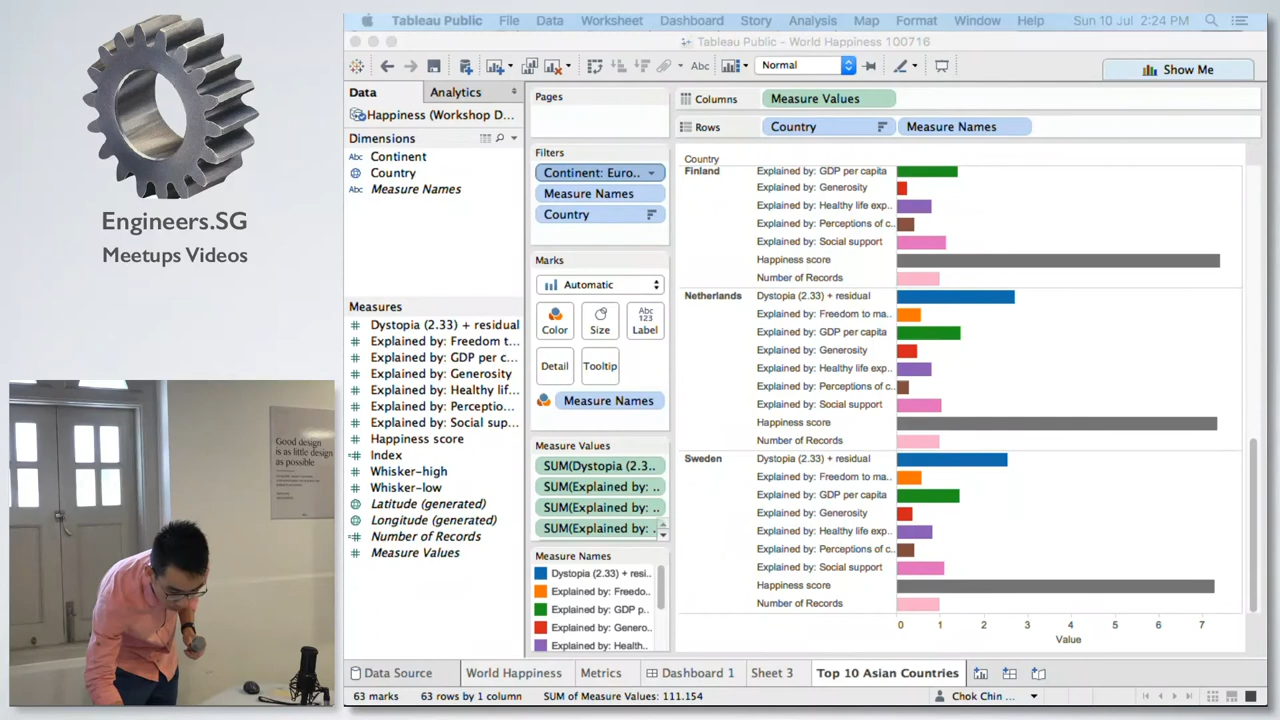 Tableau Public File Data Worksheet Dashboard Story Analysis Map Format Window Help Sun 10 Jul 2:24 PM
Tableau Public - World Happiness 100716
Abc Normal Show Me
Data Analytics
Happiness (Workshop D...
Dimensions
Abc Continent
Country
Abc Measure Names
Measures
Dystopia (2.33) + residual
Explained by: Freedom t...
Explained by: GDP per c...
Explained by: Generosity
Explained by: Healthy lif...
Explained by: Perceptio...
Explained by: Social sup...
Happiness score
Index
Whisker-high
Whisker-low
Latitude (generated)
Longitude (generated)
Number of Records
Measure Values
Pages
Filters
Continent: Euro..
Measure Names
Country
Marks
Automatic
Color Size Abc 123 Label
Detail Tooltip
Measure Names
Measure Values
SUM(Dystopia (2.3..
SUM(Explained by: ..
SUM(Explained by: ..
SUM(Explained by: ..
Measure Names
Dystopia (2.33) + resi..
Explained by: Freedo..
Explained by: GDP p..
Explained by: Genero..
Explained by: Health..
Columns Measure Values
Rows Country Measure Names
Country
Finland Explained by: GDP per capita
Explained by: Generosity
Explained by: Healthy life exp..
Explained by: Perceptions of c..
Explained by: Social support
Happiness score
Number of Records
Netherlands Dystopia (2.33) + residual
Explained by: Freedom to ma..
Explained by: GDP per capita
Explained by: Generosity
Explained by: Healthy life exp..
Explained by: Perceptions of c..
Explained by: Social support
Happiness score
Number of Records
Sweden Dystopia (2.33) + residual
Explained by: Freedom to ma..
Explained by: GDP per capita
Explained by: Generosity
Explained by: Healthy life exp..
Explained by: Perceptions of c..
Explained by: Social support
Happiness score
Number of Records
0 1 2 3 4 5 6 7
Value
Data Source World Happiness Metrics Dashboard 1 Sheet 3 Top 10 Asian Countries
63 marks 63 rows by 1 column SUM of Measure Values: 111.154 Chok Chin ...
Engineers.SG
Meetups Videos
Good design
is as little design
as possible